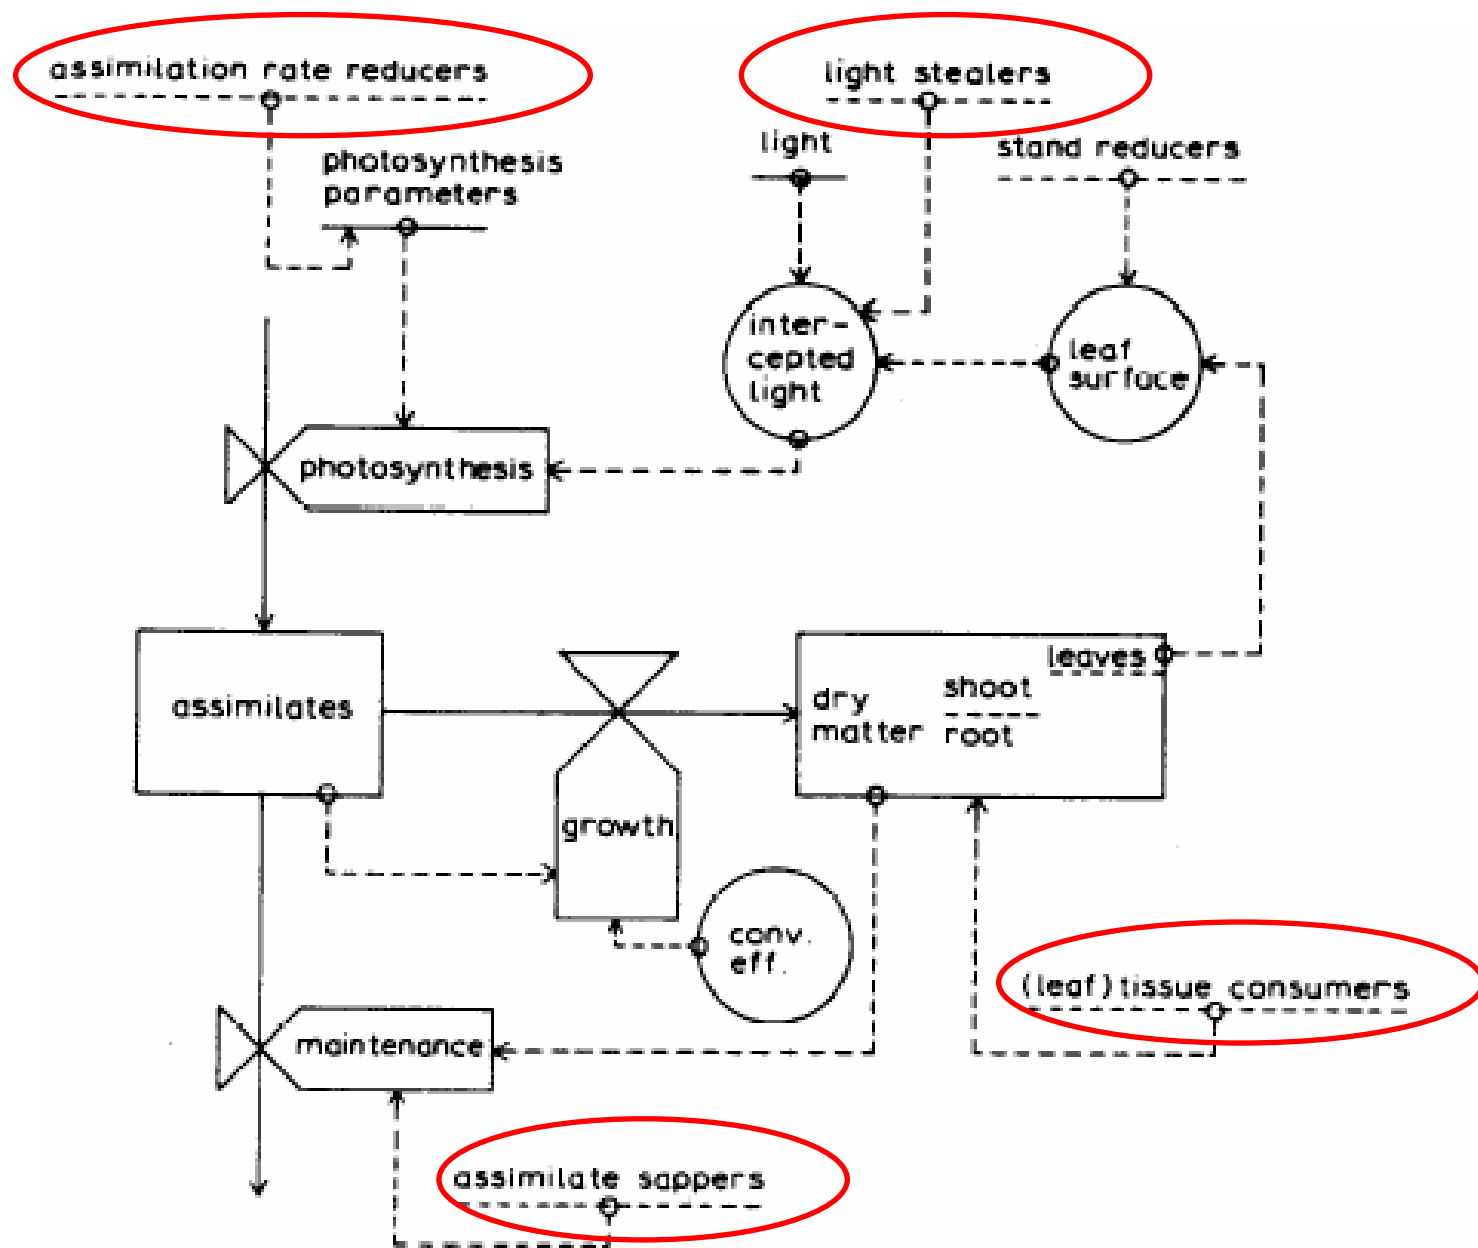 assimilation rate reducers
light stealers
light
stand reducers
photosynthesis
parameters
inter-
cepted
light
leaf
surface
photosynthesis
assimilates
leaves
dry
matter
shoot
root
growth
conv.
eff.
(leaf) tissue consumers
maintenance
assimilate sappers